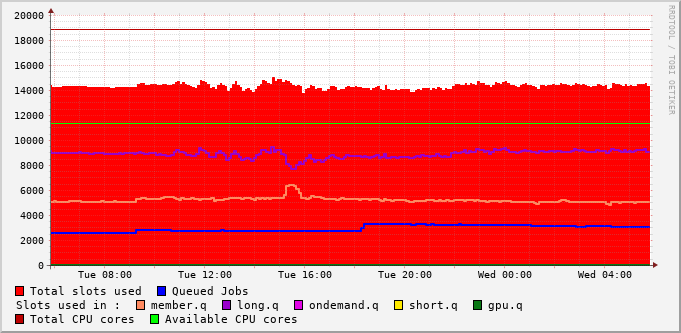 20000
18000
16000
14000
12000
10000
8000
6000
4000
2000
0
Tue 08:00 Tue 12:00 Tue 16:00 Tue 20:00 Wed 00:00 Wed 04:00
Total slots used Queued Jobs
Slots used in : member.q long.q ondemand.q short.q gpu.q
Total CPU cores Available CPU cores
RRDTOOL / TOBI OETIKER